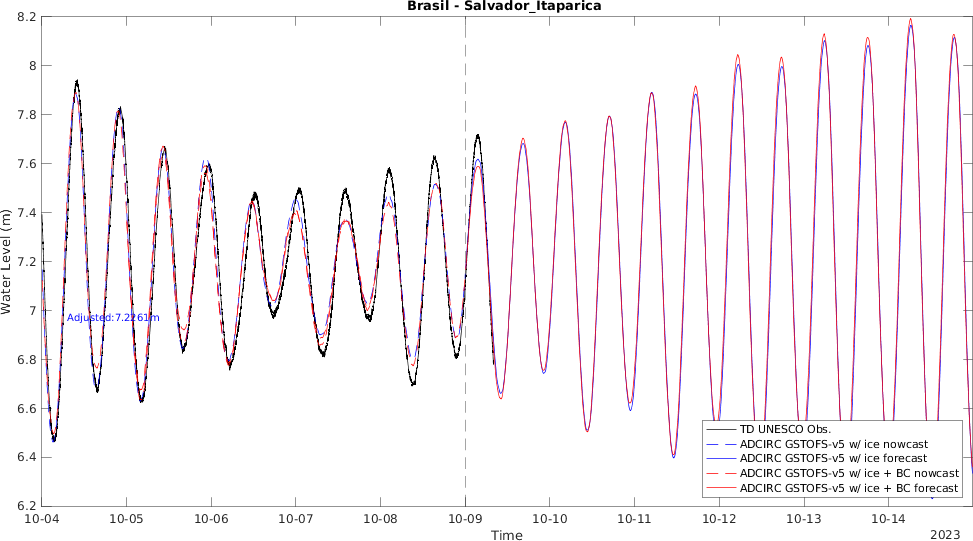 Brasil - Salvador_Itaparica
Water Level (m)
8.2
8
7.8
7.6
7.4
7.2
7
6.8
6.6
6.4
6.2
Adjusted:7.2261m
TD UNESCO Obs.
ADCIRC GSTOFS-v5 w/ ice nowcast
ADCIRC GSTOFS-v5 w/ ice forecast
ADCIRC GSTOFS-v5 w/ ice + BC nowcast
ADCIRC GSTOFS-v5 w/ ice + BC forecast
10-04 10-05 10-06 10-07 10-08 10-09 10-10 10-11 10-12 10-13 10-14
Time
2023